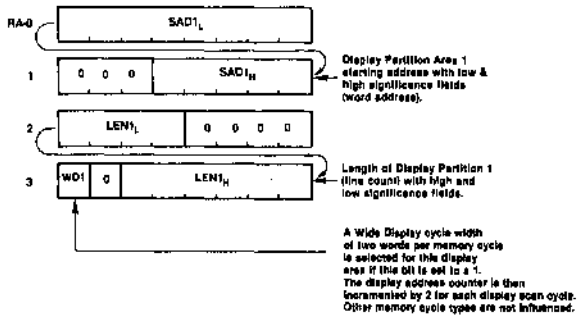 RA-0 SAD1L
1 0 0 0 SAD1H
Display Partition Area 1
starting address with low &
high significance fields
(word address).
2 LEN1L 0 0 0 0
3 WD1 0 LEN1H
Length of Display Partition 1
(line count) with high and
low significance fields.
A Wide Display cycle width
of two words per memory cycle
is selected for this display
area if this bit is set to a 1.
The display address counter is then
incremented by 2 for each display scan cycle.
Other memory cycle types are not influenced.